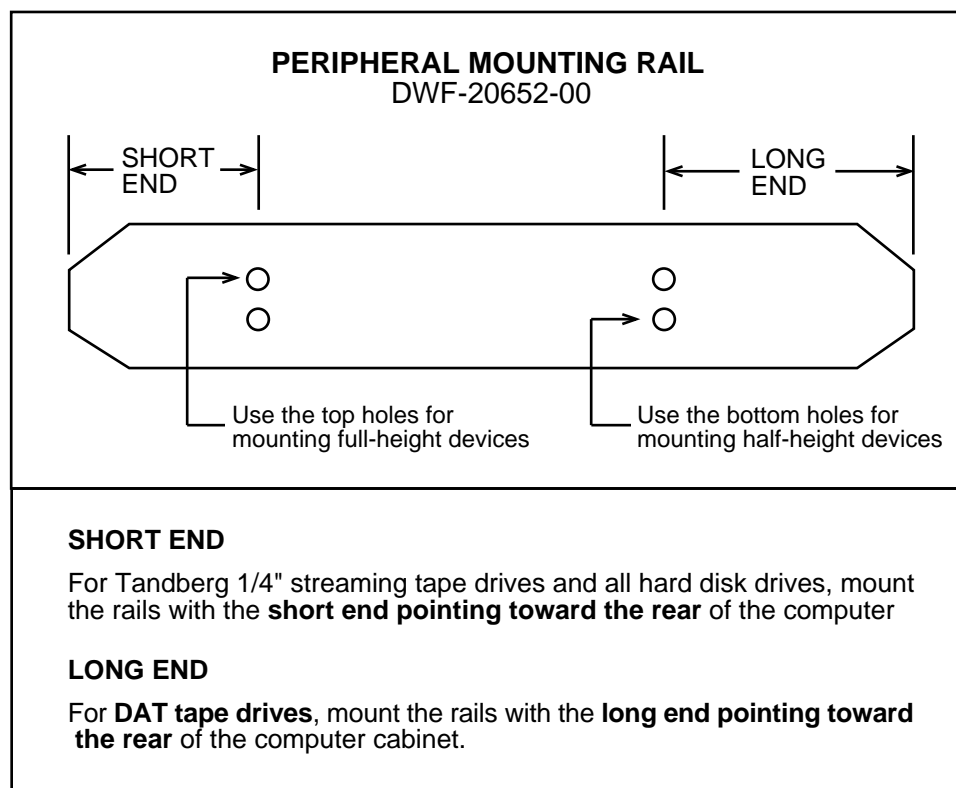 PERIPHERAL MOUNTING RAIL
DWF-20652-00
SHORT
END
LONG
END
Use the top holes for
mounting full-height devices
Use the bottom holes for
mounting half-height devices
SHORT END
For Tandberg 1/4" streaming tape drives and all hard disk drives, mount
the rails with the short end pointing toward the rear of the computer
LONG END
For DAT tape drives, mount the rails with the long end pointing toward
the rear of the computer cabinet.